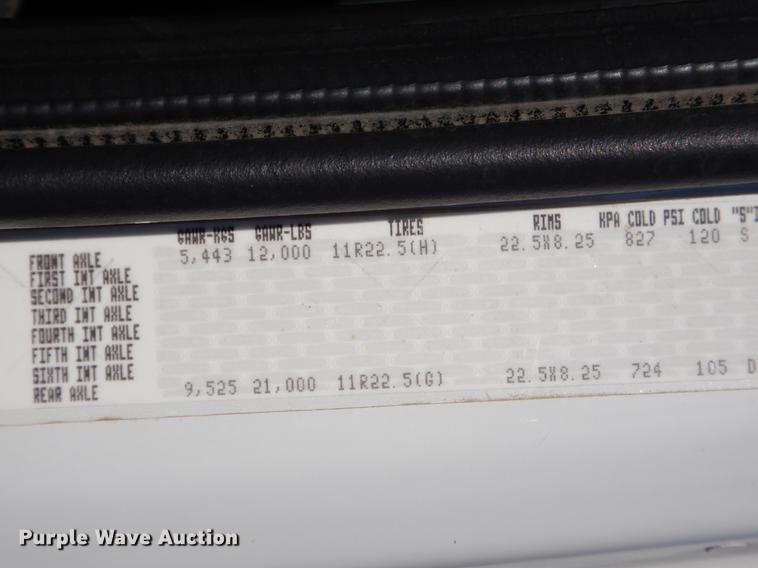 GAWR-KGS GAWR-LBS TIRES RIMS KPA COLD PSI COLD "S"
FRONT AXLE 5,443 12,000 11R22.5(H) 22.5X8.25 827 120 S
FIRST INT AXLE
SECOND INT AXLE
THIRD INT AXLE
FOURTH INT AXLE
FIFTH INT AXLE
SIXTH INT AXLE
REAR AXLE 9,525 21,000 11R22.5(G) 22.5X8.25 724 105 D
Purple Wave Auction